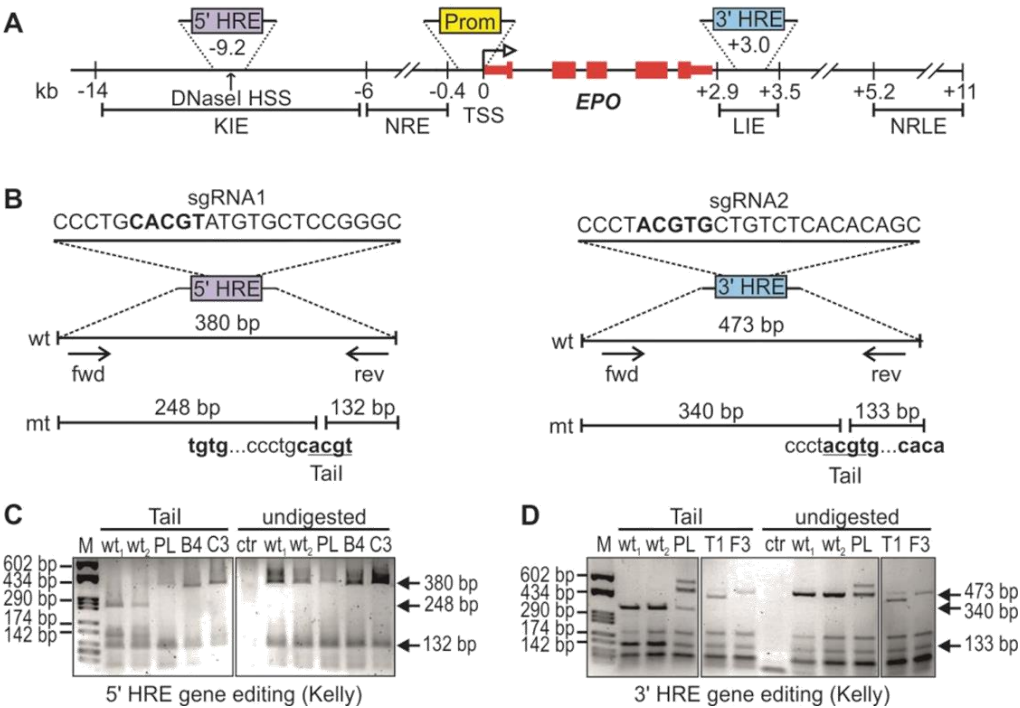 A
5' HRE
Prom
3' HRE
-9.2
+3.0
kb
-14
DNaseI HSS
-6
-0.4
0
EPO
+2.9
+3.5
+5.2
+11
KIE
NRE
TSS
LIE
NRLE
B
sgRNA1
CCCTGCACGTATGTGCTCCGGGC
5' HRE
380 bp
wt
fwd
rev
248 bp
132 bp
mt
tgtg...ccctgcacgt
Tail
sgRNA2
CCCTACGTGCTGTCTCACACAGC
3' HRE
473 bp
wt
fwd
rev
340 bp
133 bp
mt
ccctacgtg...caca
Tail
C
Tail
undigested
M wt1 wt2 PL B4 C3 ctr wt1 wt2 PL B4 C3
602 bp
434 bp
290 bp
174 bp
142 bp
380 bp
248 bp
132 bp
5' HRE gene editing (Kelly)
D
Tail
undigested
M wt1 wt2 PL T1 F3 ctr wt1 wt2 PL T1 F3
602 bp
434 bp
290 bp
174 bp
142 bp
473 bp
340 bp
133 bp
3' HRE gene editing (Kelly)